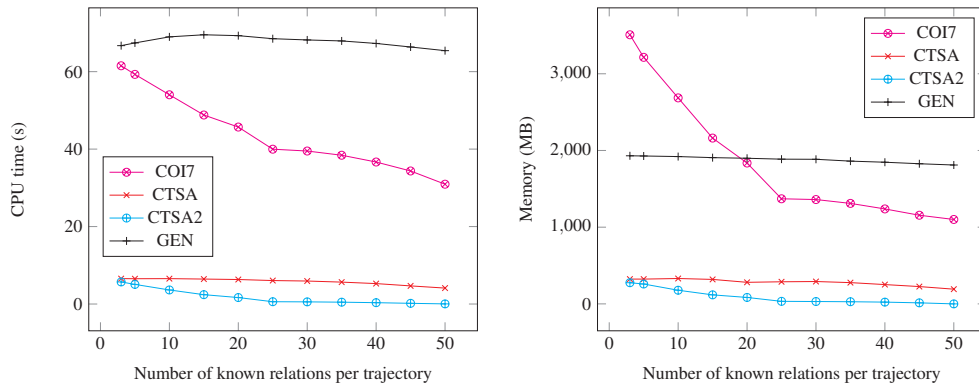 60
40
20
0
CPU time (s)
COI7
CTSA
CTSA2
GEN
0 10 20 30 40 50
Number of known relations per trajectory
3,000
2,000
1,000
0
Memory (MB)
COI7
CTSA
CTSA2
GEN
0 10 20 30 40 50
Number of known relations per trajectory